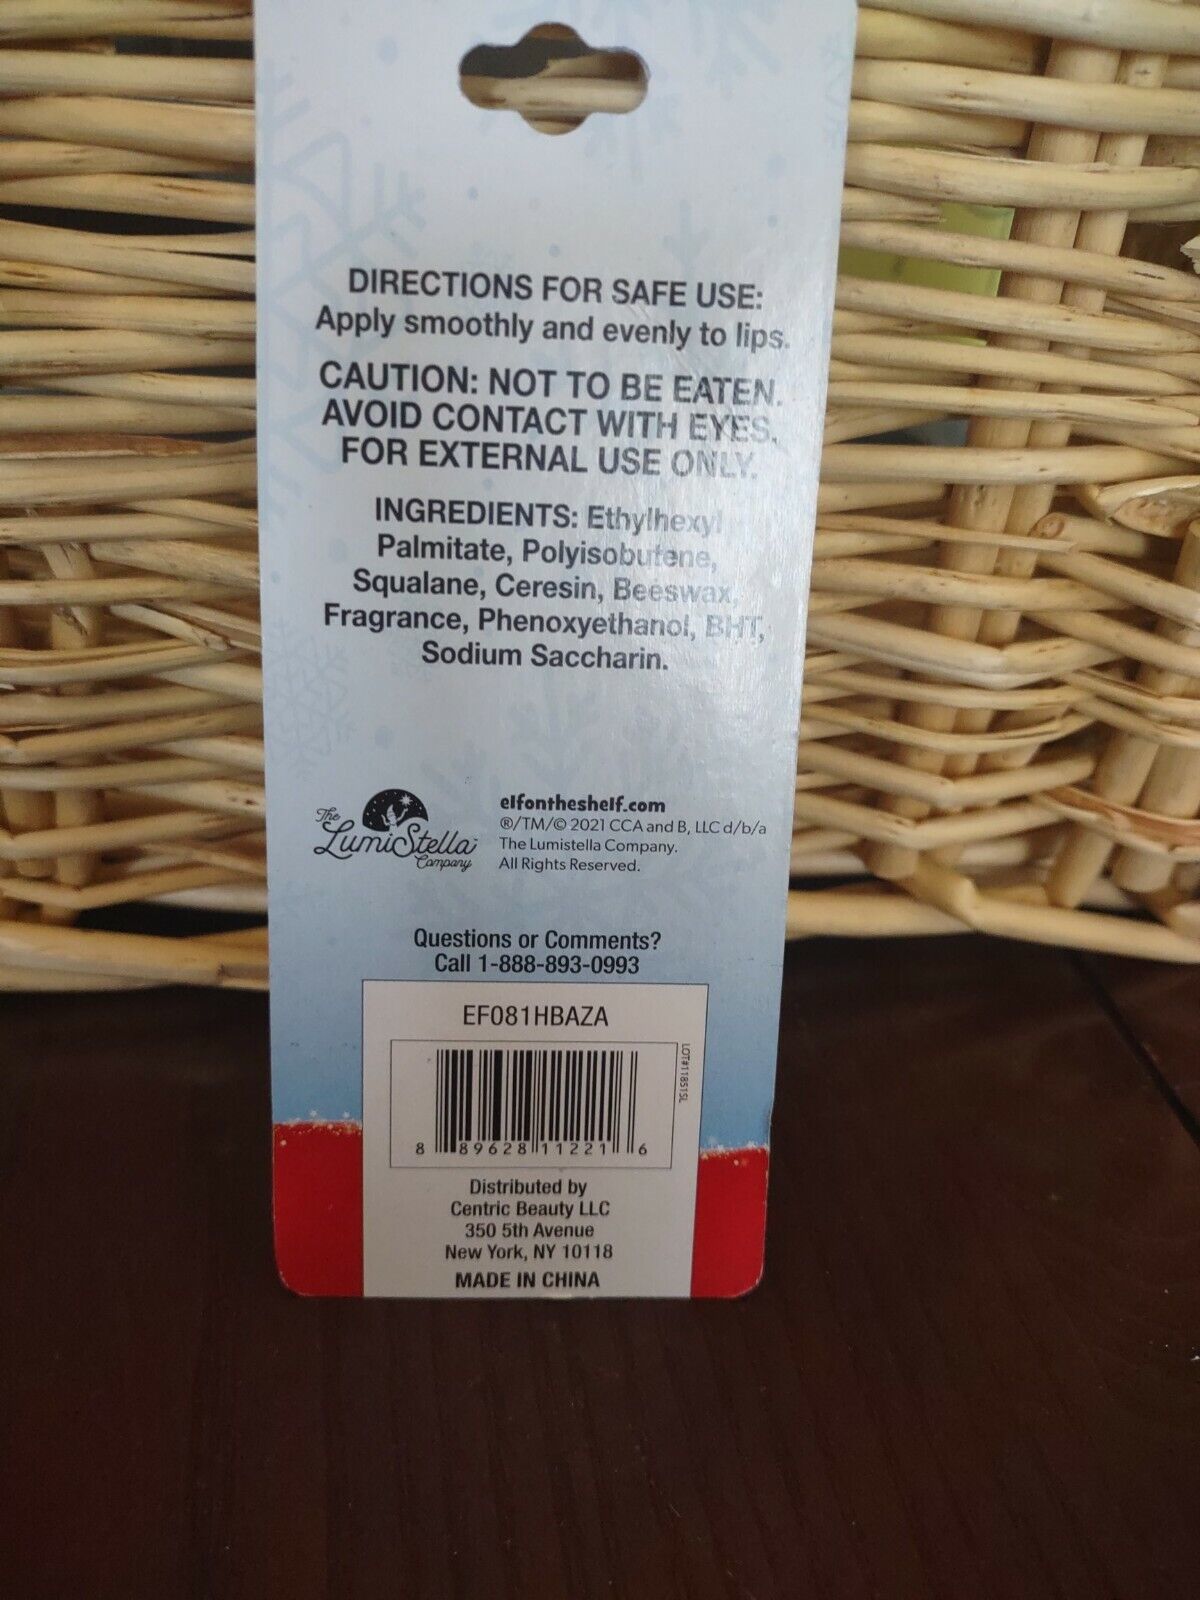 DIRECTIONS FOR SAFE USE:
Apply smoothly and evenly to lips.
CAUTION: NOT TO BE EATEN.
AVOID CONTACT WITH EYES.
FOR EXTERNAL USE ONLY.
INGREDIENTS: Ethylhexyl
Palmitate, Polyisobutene,
Squalane, Ceresin, Beeswax,
Fragrance, Phenoxyethanol, BHT,
Sodium Saccharin.
The
LumiStella
Company
elfontheshelf.com
®/TM/© 2021 CCA and B, LLC d/b/a
The Lumistella Company.
All Rights Reserved.
Questions or Comments?
Call 1-888-893-0993
EF081HBAZA
LOT#11851SL
8 89628 11221 6
Distributed by
Centric Beauty LLC
350 5th Avenue
New York, NY 10118
MADE IN CHINA